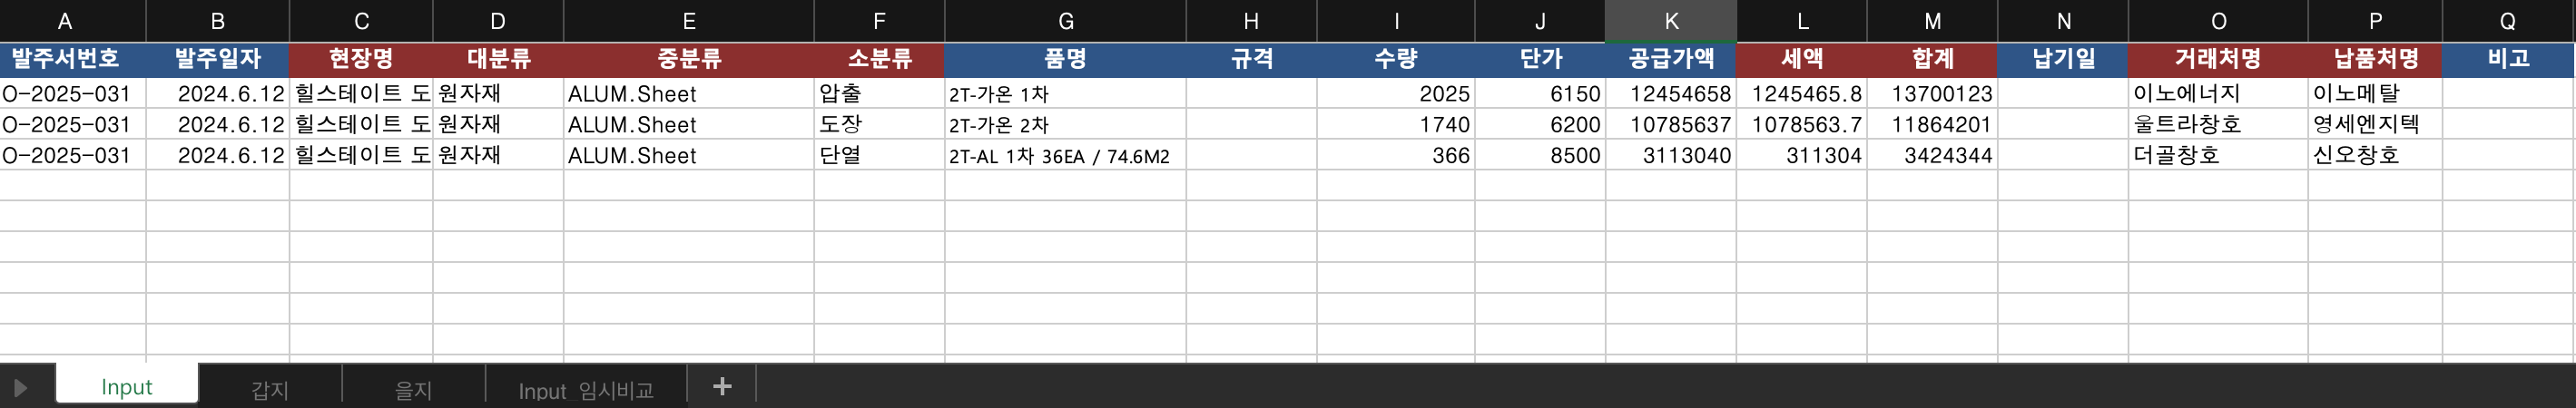 A B C D E F G H I J K L M N O P Q
발주서번호 발주일자 현장명 대분류 중분류 소분류 품명 규격 수량 단가 공급가액 세액 합계 납기일 거래처명 납품처명 비고
O-2025-031 2024.6.12 힐스테이트 도 원자재 ALUM.Sheet 압출 2T-가온 1차 2025 6150 12454658 1245465.8 13700123 이노에너지 이노메탈
O-2025-031 2024.6.12 힐스테이트 도 원자재 ALUM.Sheet 도장 2T-가온 2차 1740 6200 10785637 1078563.7 11864201 울트라창호 영세엔지텍
O-2025-031 2024.6.12 힐스테이트 도 원자재 ALUM.Sheet 단열 2T-AL 1차 36EA / 74.6M2 366 8500 3113040 311304 3424344 더골창호 신오창호
Input 갑지 을지 Input_임시비교 +